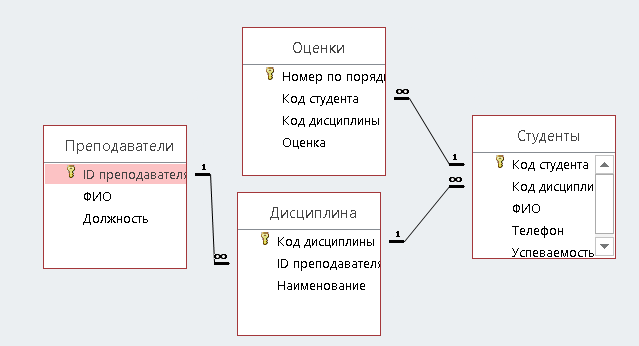 Оценки
Номер по поряд
Код студента
Код дисциплины
Оценка
Преподаватели
ID преподавателя
ФИО
Должность
Дисциплина
Код дисциплины
ID преподавателя
Наименование
Студенты
Код студента
Код дисципли
ФИО
Телефон
Успеваемость
1
∞
1
∞
∞
1